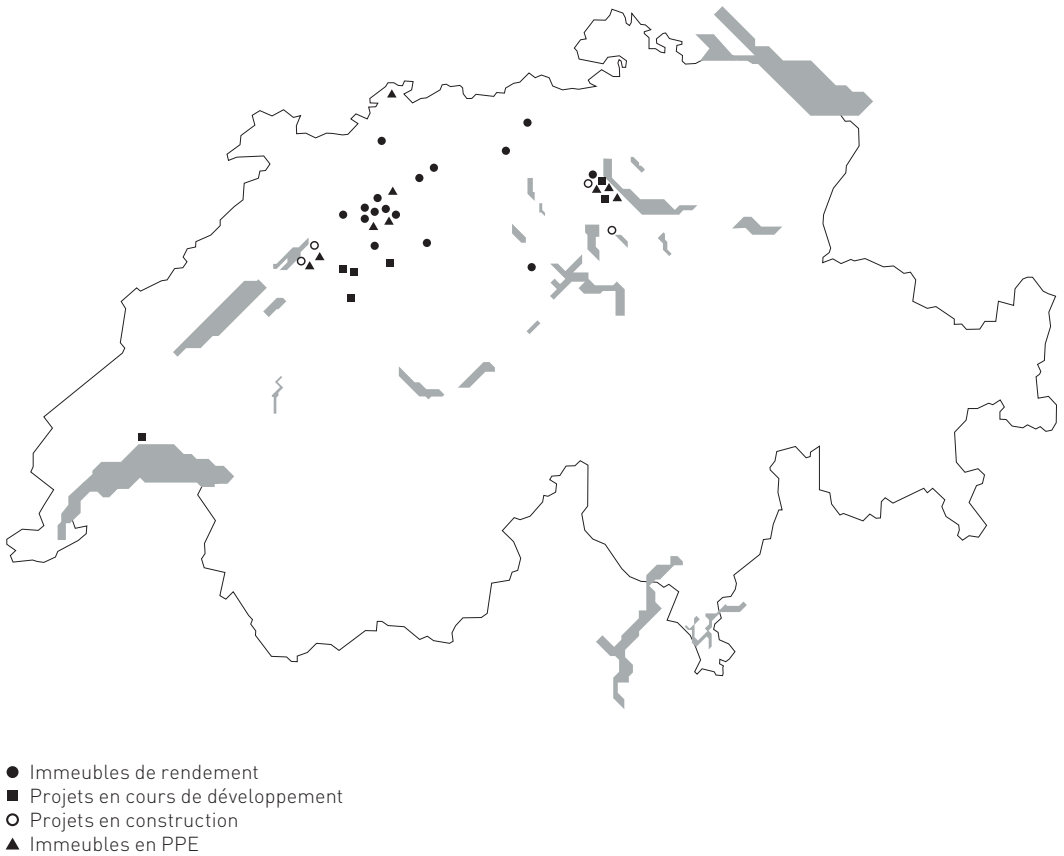 Immeubles de rendement
Projets en cours de développement
Projets en construction
Immeubles en PPE